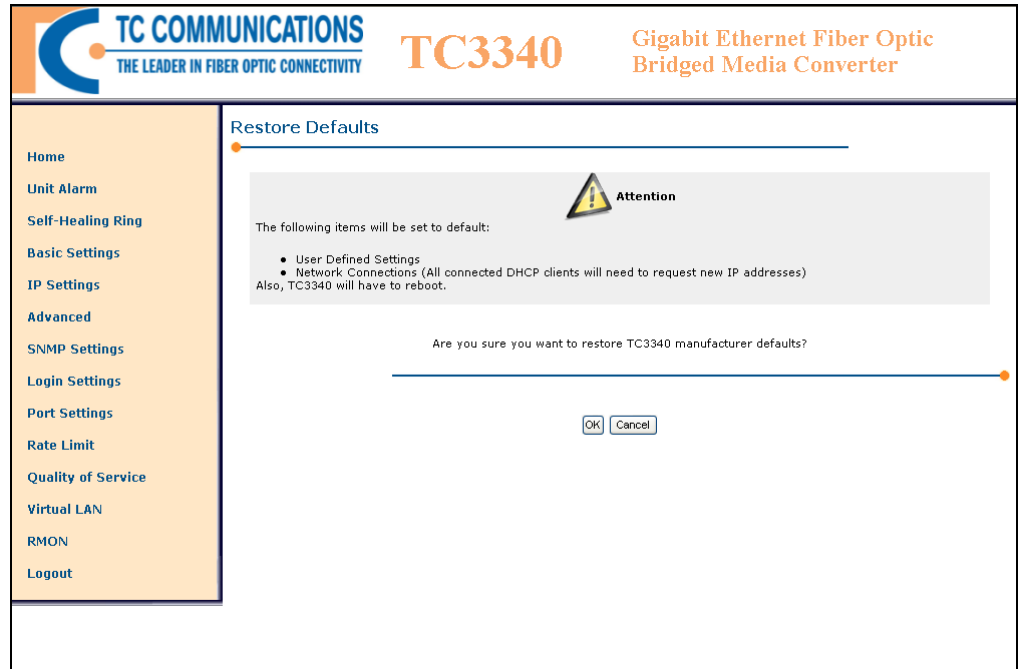 TC COMMUNICATIONS
THE LEADER IN FIBER OPTIC CONNECTIVITY
TC3340
Gigabit Ethernet Fiber Optic
Bridged Media Converter
Home
Unit Alarm
Self-Healing Ring
Basic Settings
IP Settings
Advanced
SNMP Settings
Login Settings
Port Settings
Rate Limit
Quality of Service
Virtual LAN
RMON
Logout
Restore Defaults
Attention
The following items will be set to default:
● User Defined Settings
● Network Connections (All connected DHCP clients will need to request new IP addresses)
Also, TC3340 will have to reboot.
Are you sure you want to restore TC3340 manufacturer defaults?
OK Cancel